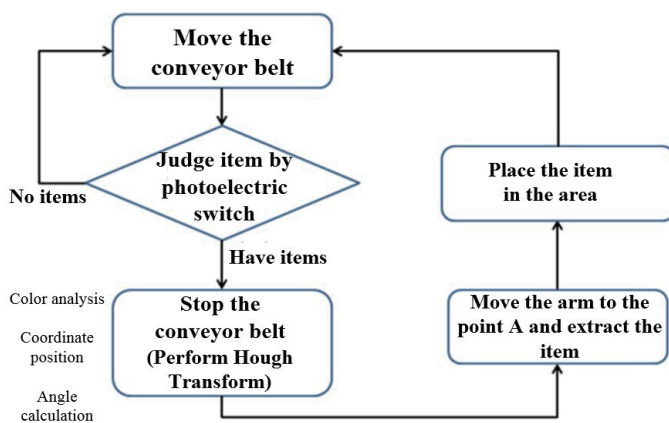 Move the
conveyor belt
Judge item by
photoelectric
switch
No items
Have items
Color analysis
Coordinate
position
Angle
calculation
Stop the
conveyor belt
(Perform Hough
Transform)
Move the arm to the
point A and extract the
item
Place the item
in the area